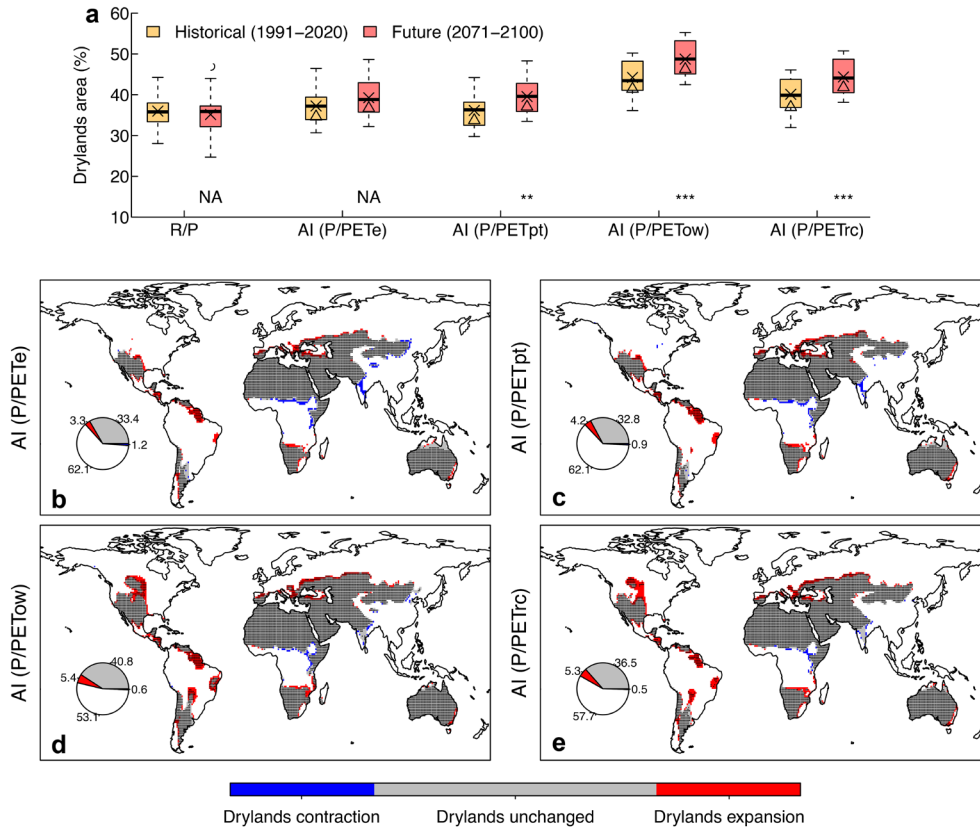 a
60
50
40
30
20
10
Drylands area (%)
Historical (1991−2020) Future (2071−2100)
NA NA ** *** ***
R/P AI (P/PETe) AI (P/PETpt) AI (P/PETow) AI (P/PETrc)
AI (P/PETe)
3.3 33.4
1.2
62.1
b
AI (P/PETpt)
4.2 32.8
0.9
62.1
c
AI (P/PETow)
40.8
5.4
0.6
53.1
d
AI (P/PETrc)
36.5
5.3
0.5
57.7
e
Drylands contraction Drylands unchanged Drylands expansion